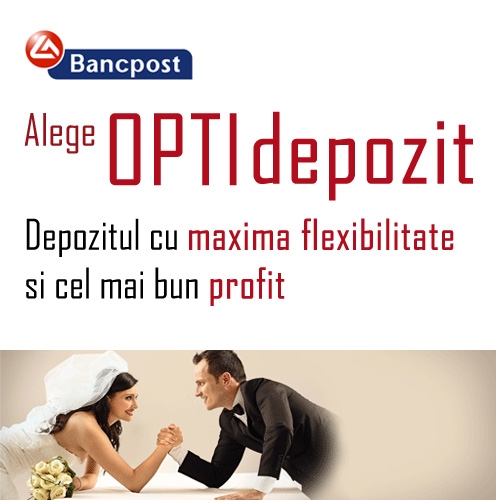 Bancpost
Alege OPTIdepozit
Depozitul cu maxima flexibilitate
si cel mai bun profit